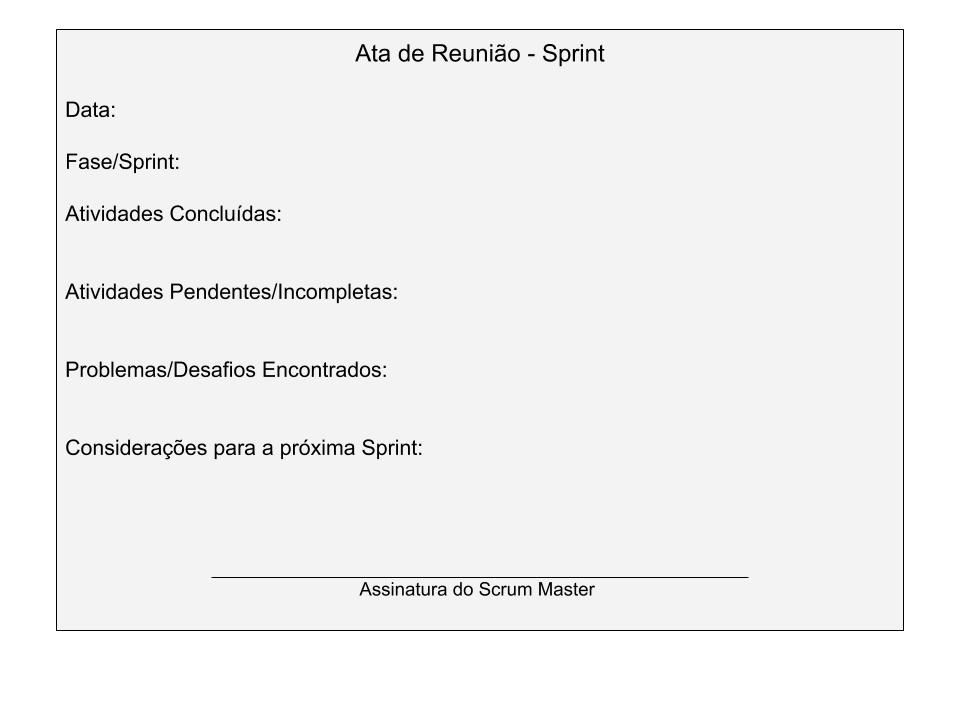 Ata de Reunião - Sprint
Data:
Fase/Sprint:
Atividades Concluídas:
Atividades Pendentes/Incompletas:
Problemas/Desafios Encontrados:
Considerações para a próxima Sprint:
Assinatura do Scrum Master